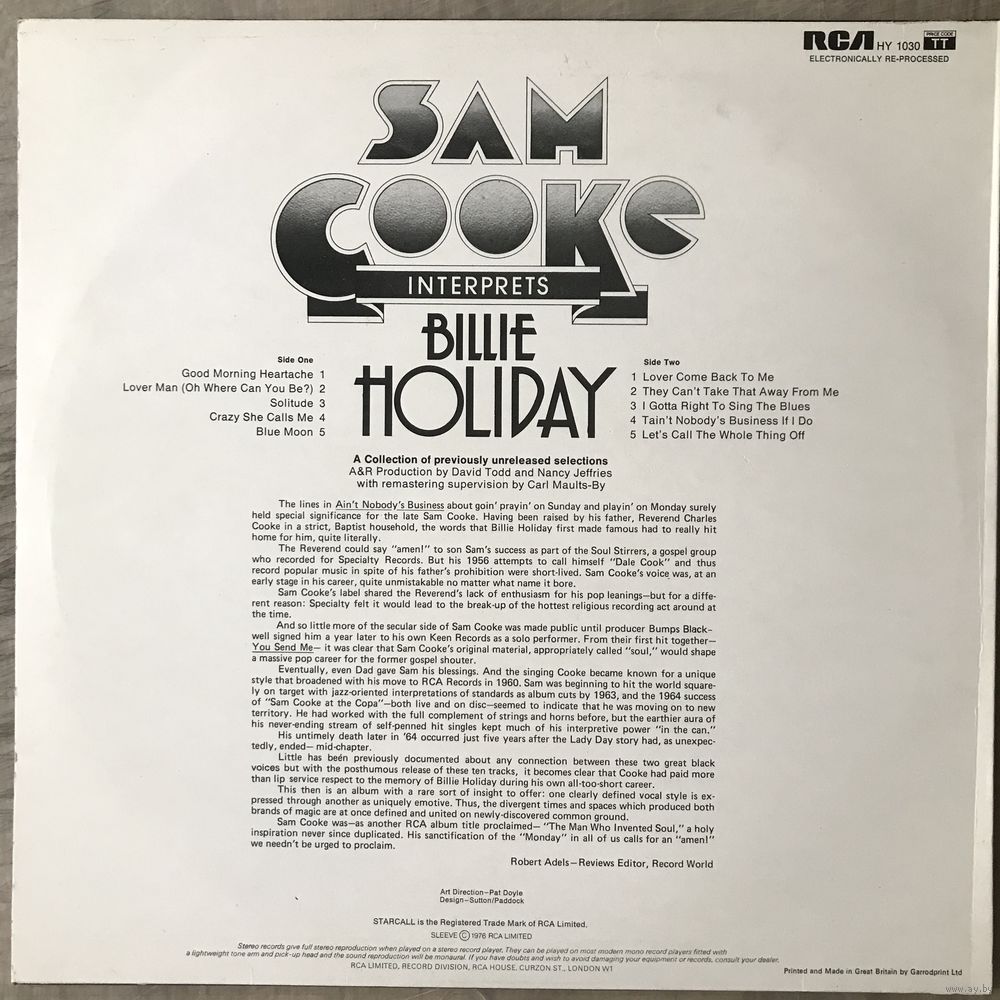 RCA HY 1030 PRICE CODE TT
ELECTRONICALLY RE-PROCESSED
SAM
COOKE
INTERPRETS
BILLIE
HOLIDAY
Side One
Good Morning Heartache 1
Lover Man (Oh Where Can You Be?) 2
Solitude 3
Crazy She Calls Me 4
Blue Moon 5
Side Two
1 Lover Come Back To Me
2 They Can't Take That Away From Me
3 I Gotta Right To Sing The Blues
4 Tain't Nobody's Business If I Do
5 Let's Call The Whole Thing Off
A Collection of previously unreleased selections
A&R Production by David Todd and Nancy Jeffries
with remastering supervision by Carl Maults-By
The lines in Ain't Nobody's Business about goin' prayin' on Sunday and playin' on Monday surely
held special significance for the late Sam Cooke. Having been raised by his father, Reverend Charles
Cooke in a strict, Baptist household, the words that Billie Holiday first made famous had to really hit
home for him, quite literally.
The Reverend could say "amen!" to son Sam's success as part of the Soul Stirrers, a gospel group
who recorded for Specialty Records. But his 1956 attempts to call himself "Dale Cook" and thus
record popular music in spite of his father's prohibition were short-lived. Sam Cooke's voice was, at an
early stage in his career, quite unmistakable no matter what name it bore.
Sam Cooke's label shared the Reverend's lack of enthusiasm for his pop leanings—but for a diffe-
rent reason: Specialty felt it would lead to the break-up of the hottest religious recording act around at
the time.
And so little more of the secular side of Sam Cooke was made public until producer Bumps Black-
well signed him a year later to his own Keen Records as a solo performer. From their first hit together—
You Send Me— it was clear that Sam Cooke's original material, appropriately called "soul," would shape
a massive pop career for the former gospel shouter.
Eventually, even Dad gave Sam his blessings. And the singing Cooke became known for a unique
style that broadened with his move to RCA Records in 1960. Sam was beginning to hit the world square-
ly on target with jazz-oriented interpretations of standards as album cuts by 1963, and the 1964 success
of "Sam Cooke at the Copa"—both live and on disc—seemed to indicate that he was moving on to new
territory. He had worked with the full complement of strings and horns before, but the earthier aura of
his never-ending stream of self-penned hit singles kept much of his interpretive power "in the can."
His untimely death later in '64 occurred just five years after the Lady Day story had, as unexpec-
tedly, ended— mid-chapter.
Little has been previously documented about any connection between these two great black
voices but with the posthumous release of these ten tracks, it becomes clear that Cooke had paid more
than lip service respect to the memory of Billie Holiday during his own all-too-short career.
This then is an album with a rare sort of insight to offer: one clearly defined vocal style is ex-
pressed through another as uniquely emotive. Thus, the divergent times and spaces which produced both
brands of magic are at once defined and united on newly-discovered common ground.
Sam Cooke was—as another RCA album title proclaimed— "The Man Who Invented Soul," a holy
inspiration never since duplicated. His sanctification of the "Monday" in all of us calls for an "amen!"
we needn't be urged to proclaim.
Robert Adels—Reviews Editor, Record World
Art Direction—Pat Doyle
Design—Sutton/Paddock
STARCALL is the Registered Trade Mark of RCA Limited.
SLEEVE © 1976 RCA LIMITED
Stereo records give full stereo reproduction when played on a stereo record player. They can be played on most modern mono record players fitted with
a lightweight tone arm and pick-up head and the sound reproduction will be monaural. If you have doubts and wish to avoid damaging your equipment or records, consult your dealer.
RCA LIMITED, RECORD DIVISION, RCA HOUSE, CURZON ST., LONDON W1
Printed and Made in Great Britain by Garrodprint Ltd
www.ay.by